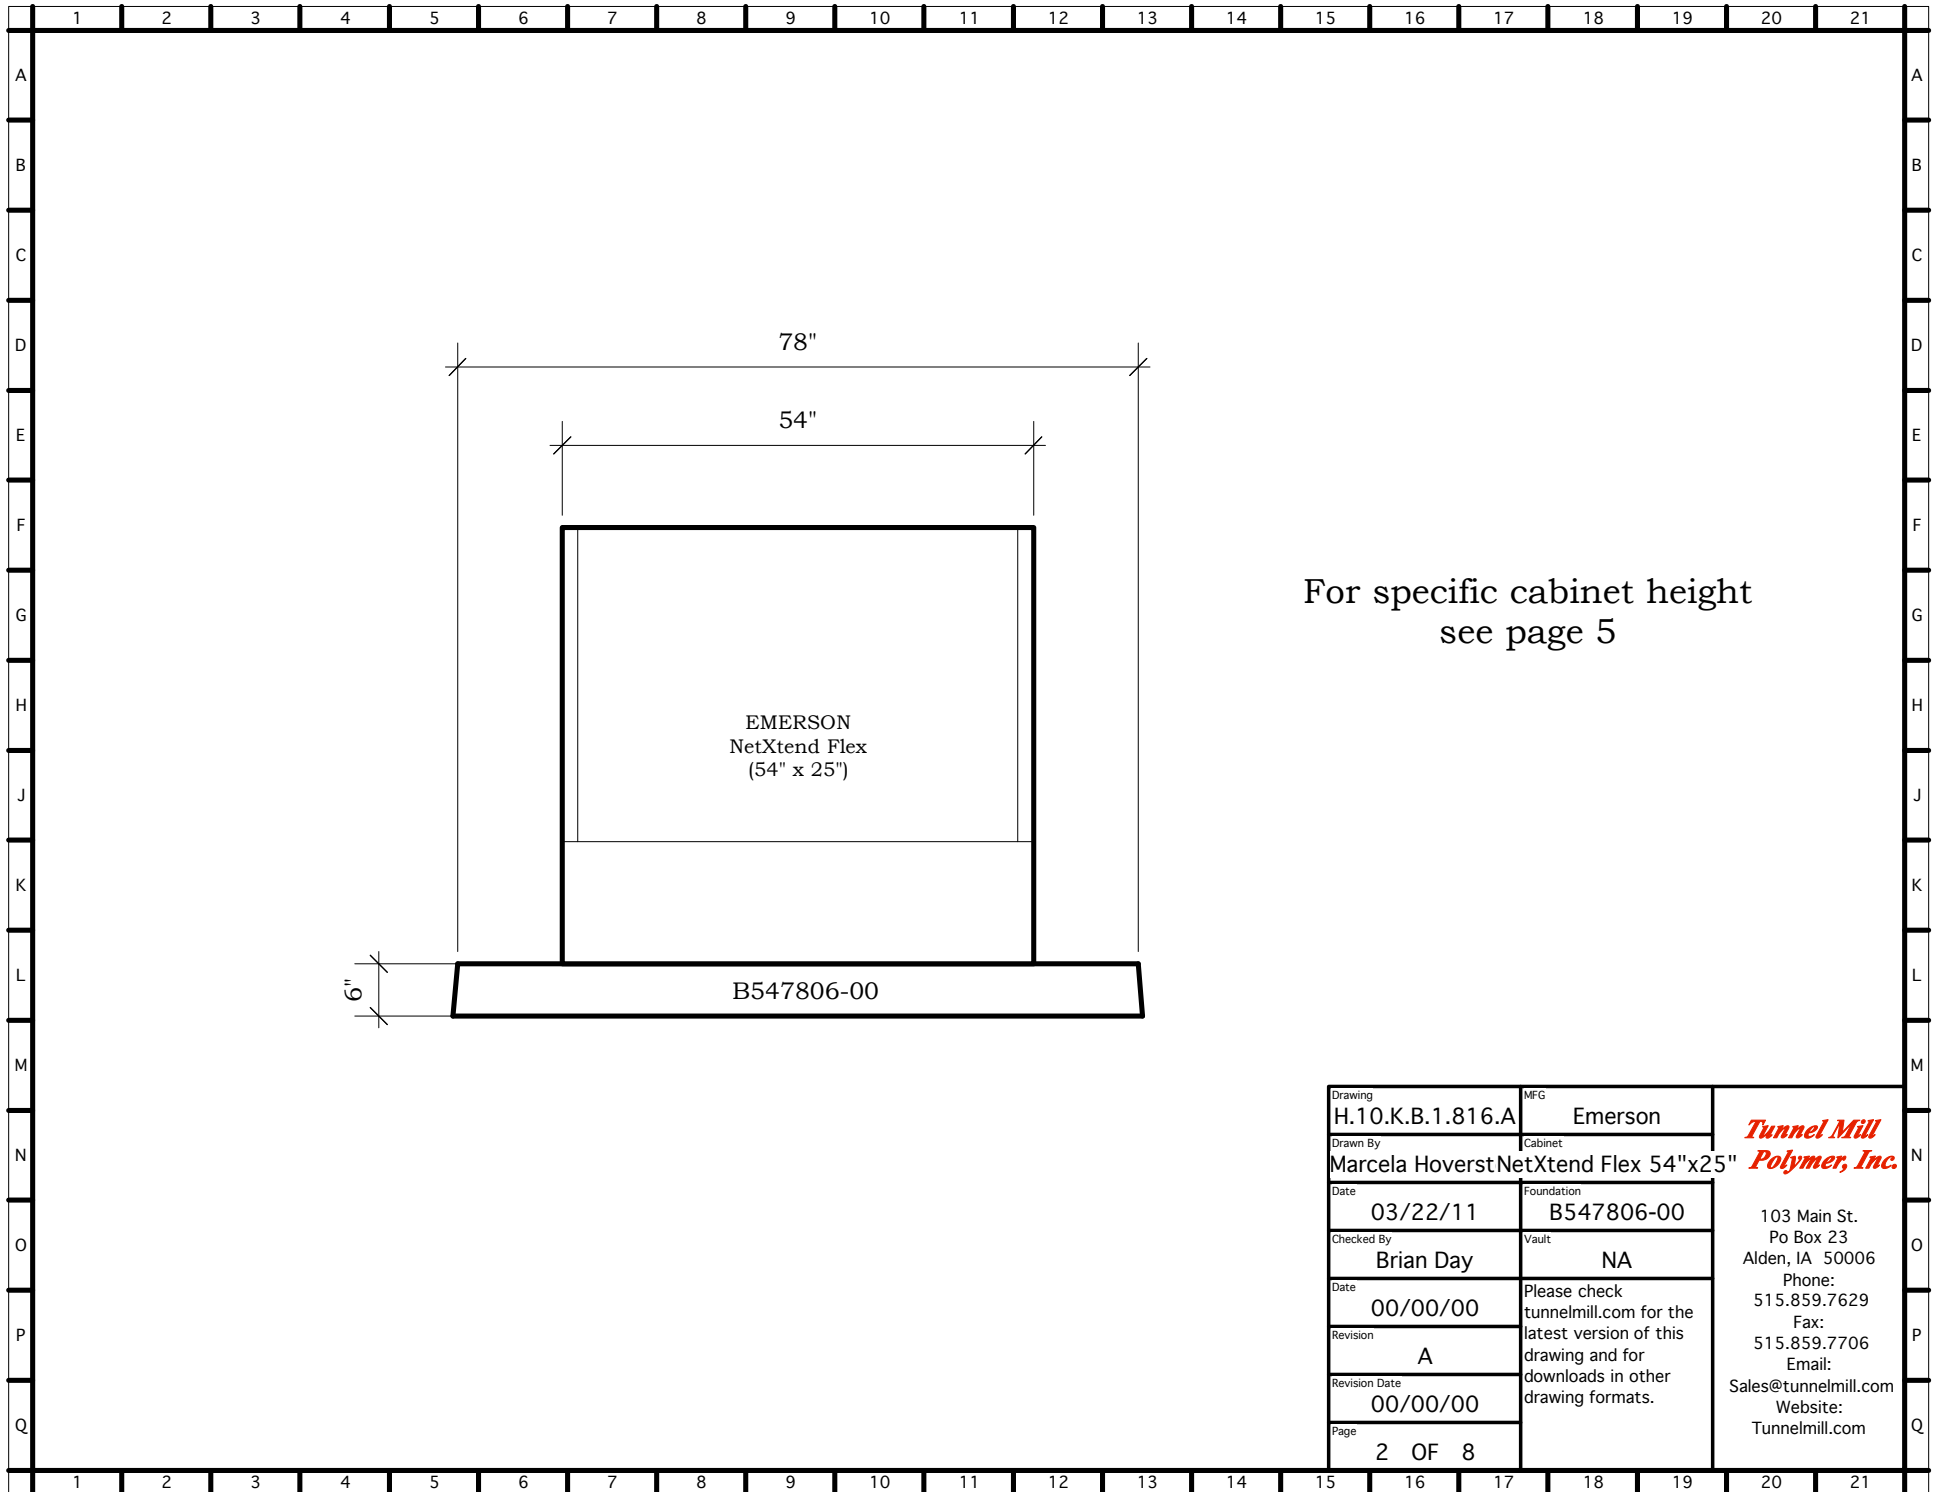 1 2 3 4 5 6 7 8 9 10 11 12 13 14 15 16 17 18 19 20 21
A A
B B
C C
D D
E E
F F
G G
H H
J J
K K
L L
M M
N N
O O
P P
Q Q
78"
54"
For specific cabinet height
see page 5
EMERSON
NetXtend Flex
(54" x 25")
6"
B547806-00
Drawing
H.10.K.B.1.816.A
MFG
Emerson
Drawn By
Marcela Hoverst
Cabinet
NetXtend Flex 54"x25"
Date
03/22/11
Foundation
B547806-00
Checked By
Brian Day
Vault
NA
Date
00/00/00
Revision
A
Revision Date
00/00/00
Page
2 OF 8
Please check
tunnelmill.com for the
latest version of this
drawing and for
downloads in other
drawing formats.
Tunnel Mill
Polymer, Inc.
103 Main St.
Po Box 23
Alden, IA 50006
Phone:
515.859.7629
Fax:
515.859.7706
Email:
Sales@tunnelmill.com
Website:
Tunnelmill.com
1 2 3 4 5 6 7 8 9 10 11 12 13 14 15 16 17 18 19 20 21